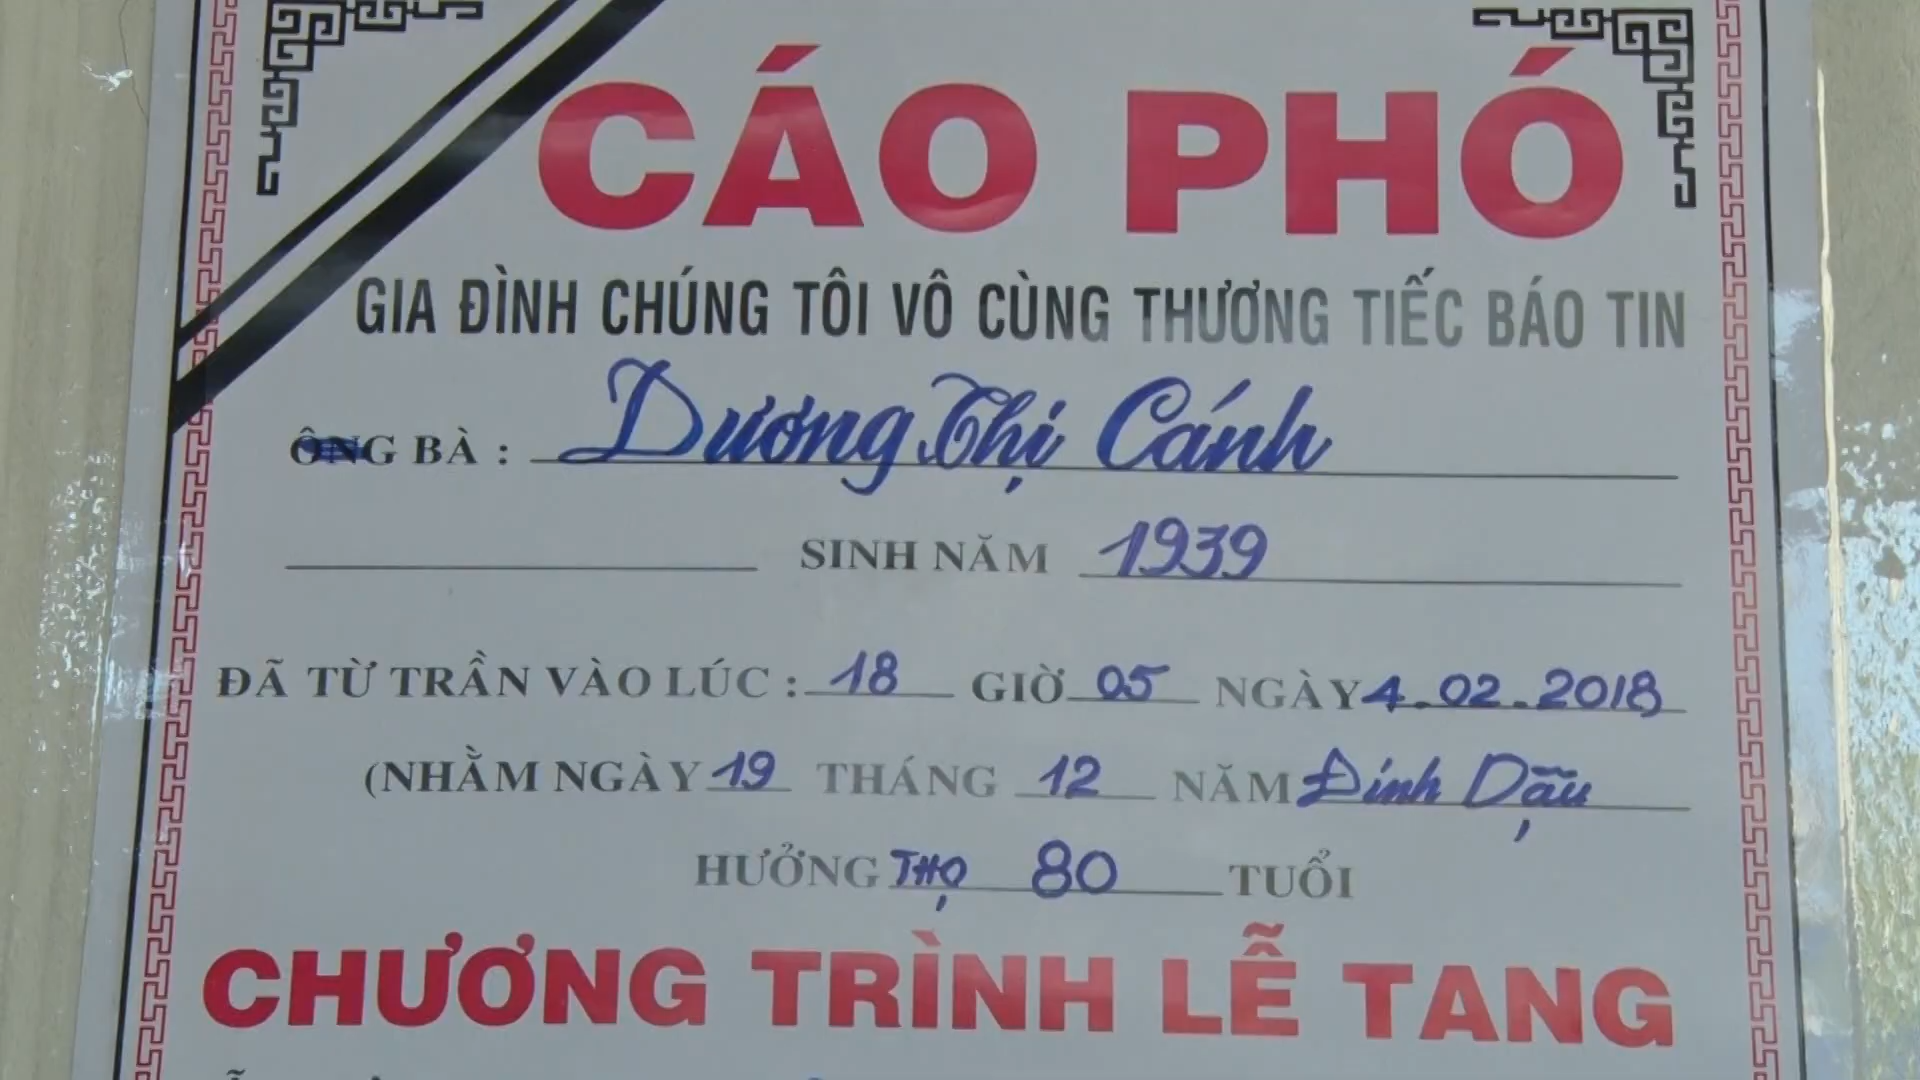 CÁO PHÓ
GIA ĐÌNH CHÚNG TÔI VÔ CÙNG THƯƠNG TIẾC BÁO TIN
ÔNG BÀ : Dương Thị Cánh
SINH NĂM 1939
ĐÃ TỪ TRẦN VÀO LÚC : 18 GIỜ 05 NGÀY 4.02.2018
(NHẰM NGÀY 19 THÁNG 12 NĂM Đinh Dậu
HƯỞNG THỌ 80 TUỔI
CHƯƠNG TRÌNH LỄ TANG